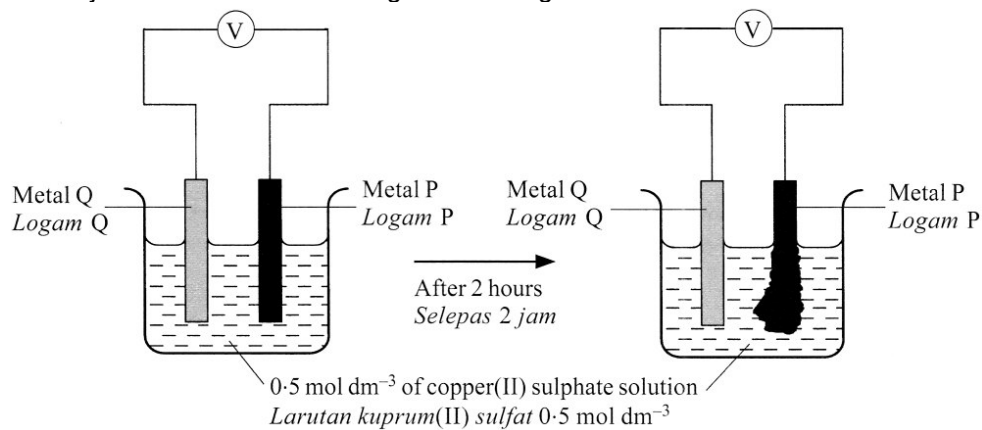 V
V
Metal Q
Logam Q
Metal P
Logam P
Metal Q
Logam Q
Metal P
Logam P
After 2 hours
Selepas 2 jam
0·5 mol dm⁻³ of copper(II) sulphate solution
Larutan kuprum(II) sulfat 0·5 mol dm⁻³